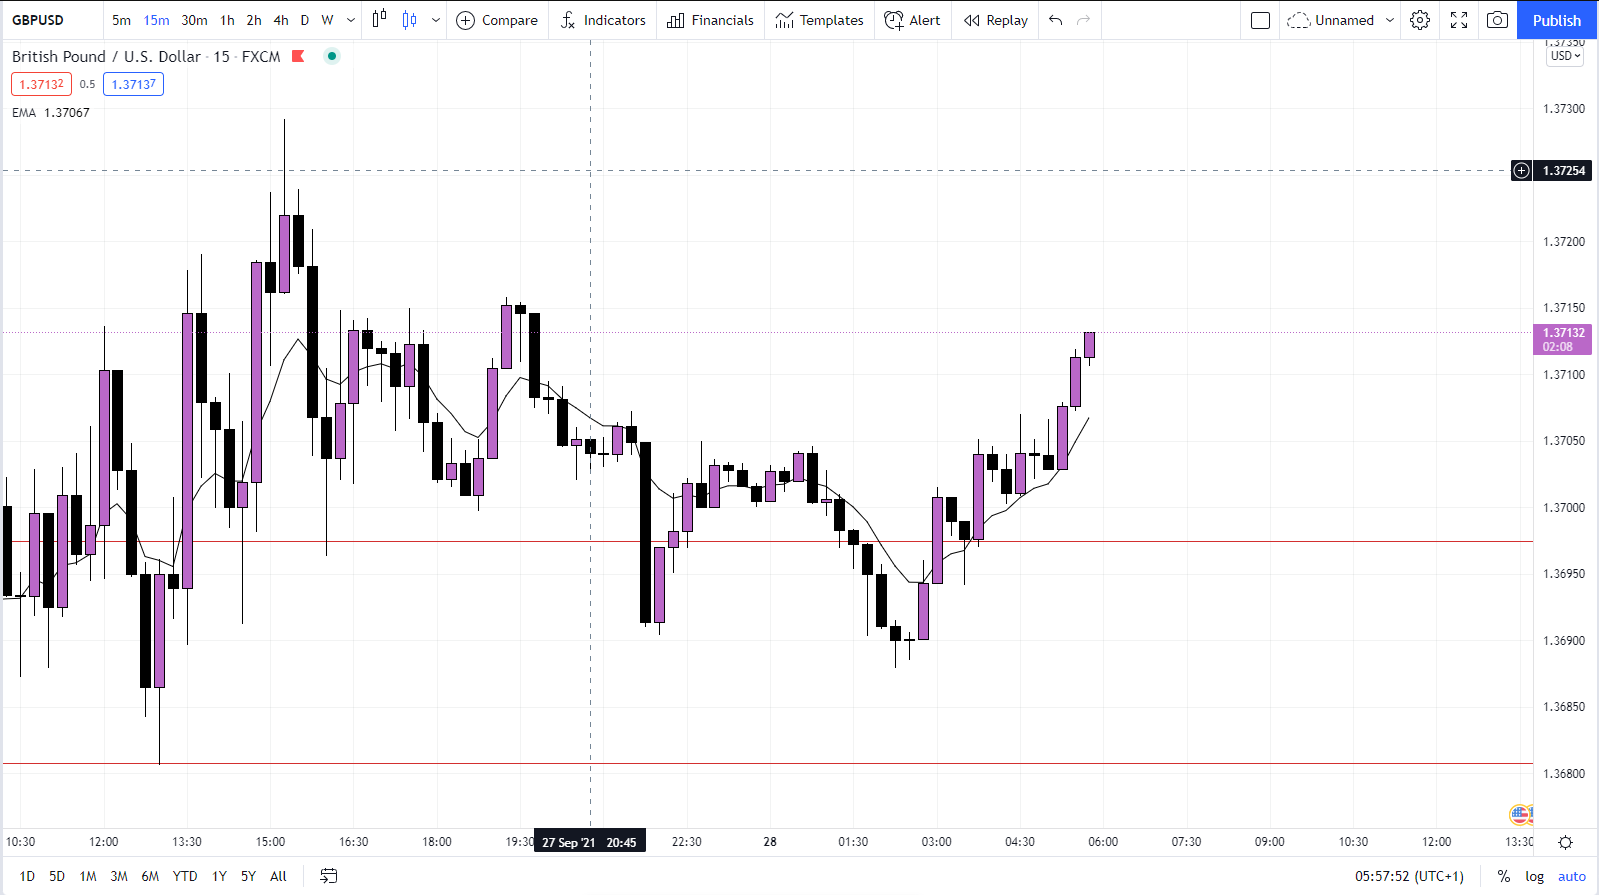 GBPUSD 5m 15m 30m 1h 2h 4h D W Compare Indicators Financials Templates Alert Replay Unnamed Publish
British Pound / U.S. Dollar · 15 · FXCM
1.37350
USD
1.37132 0.5 1.37137
EMA 1.37067
1.37300
1.37254
1.37200
1.37150
1.37132
02:08
1.37100
1.37050
1.37000
1.36950
1.36900
1.36850
1.36800
10:30 12:00 13:30 15:00 16:30 18:00 19:30 27 Sep '21 20:45 22:30 28 01:30 03:00 04:30 06:00 07:30 09:00 10:30 12:00 13:30
1D 5D 1M 3M 6M YTD 1Y 5Y All 05:57:52 (UTC+1) % log auto